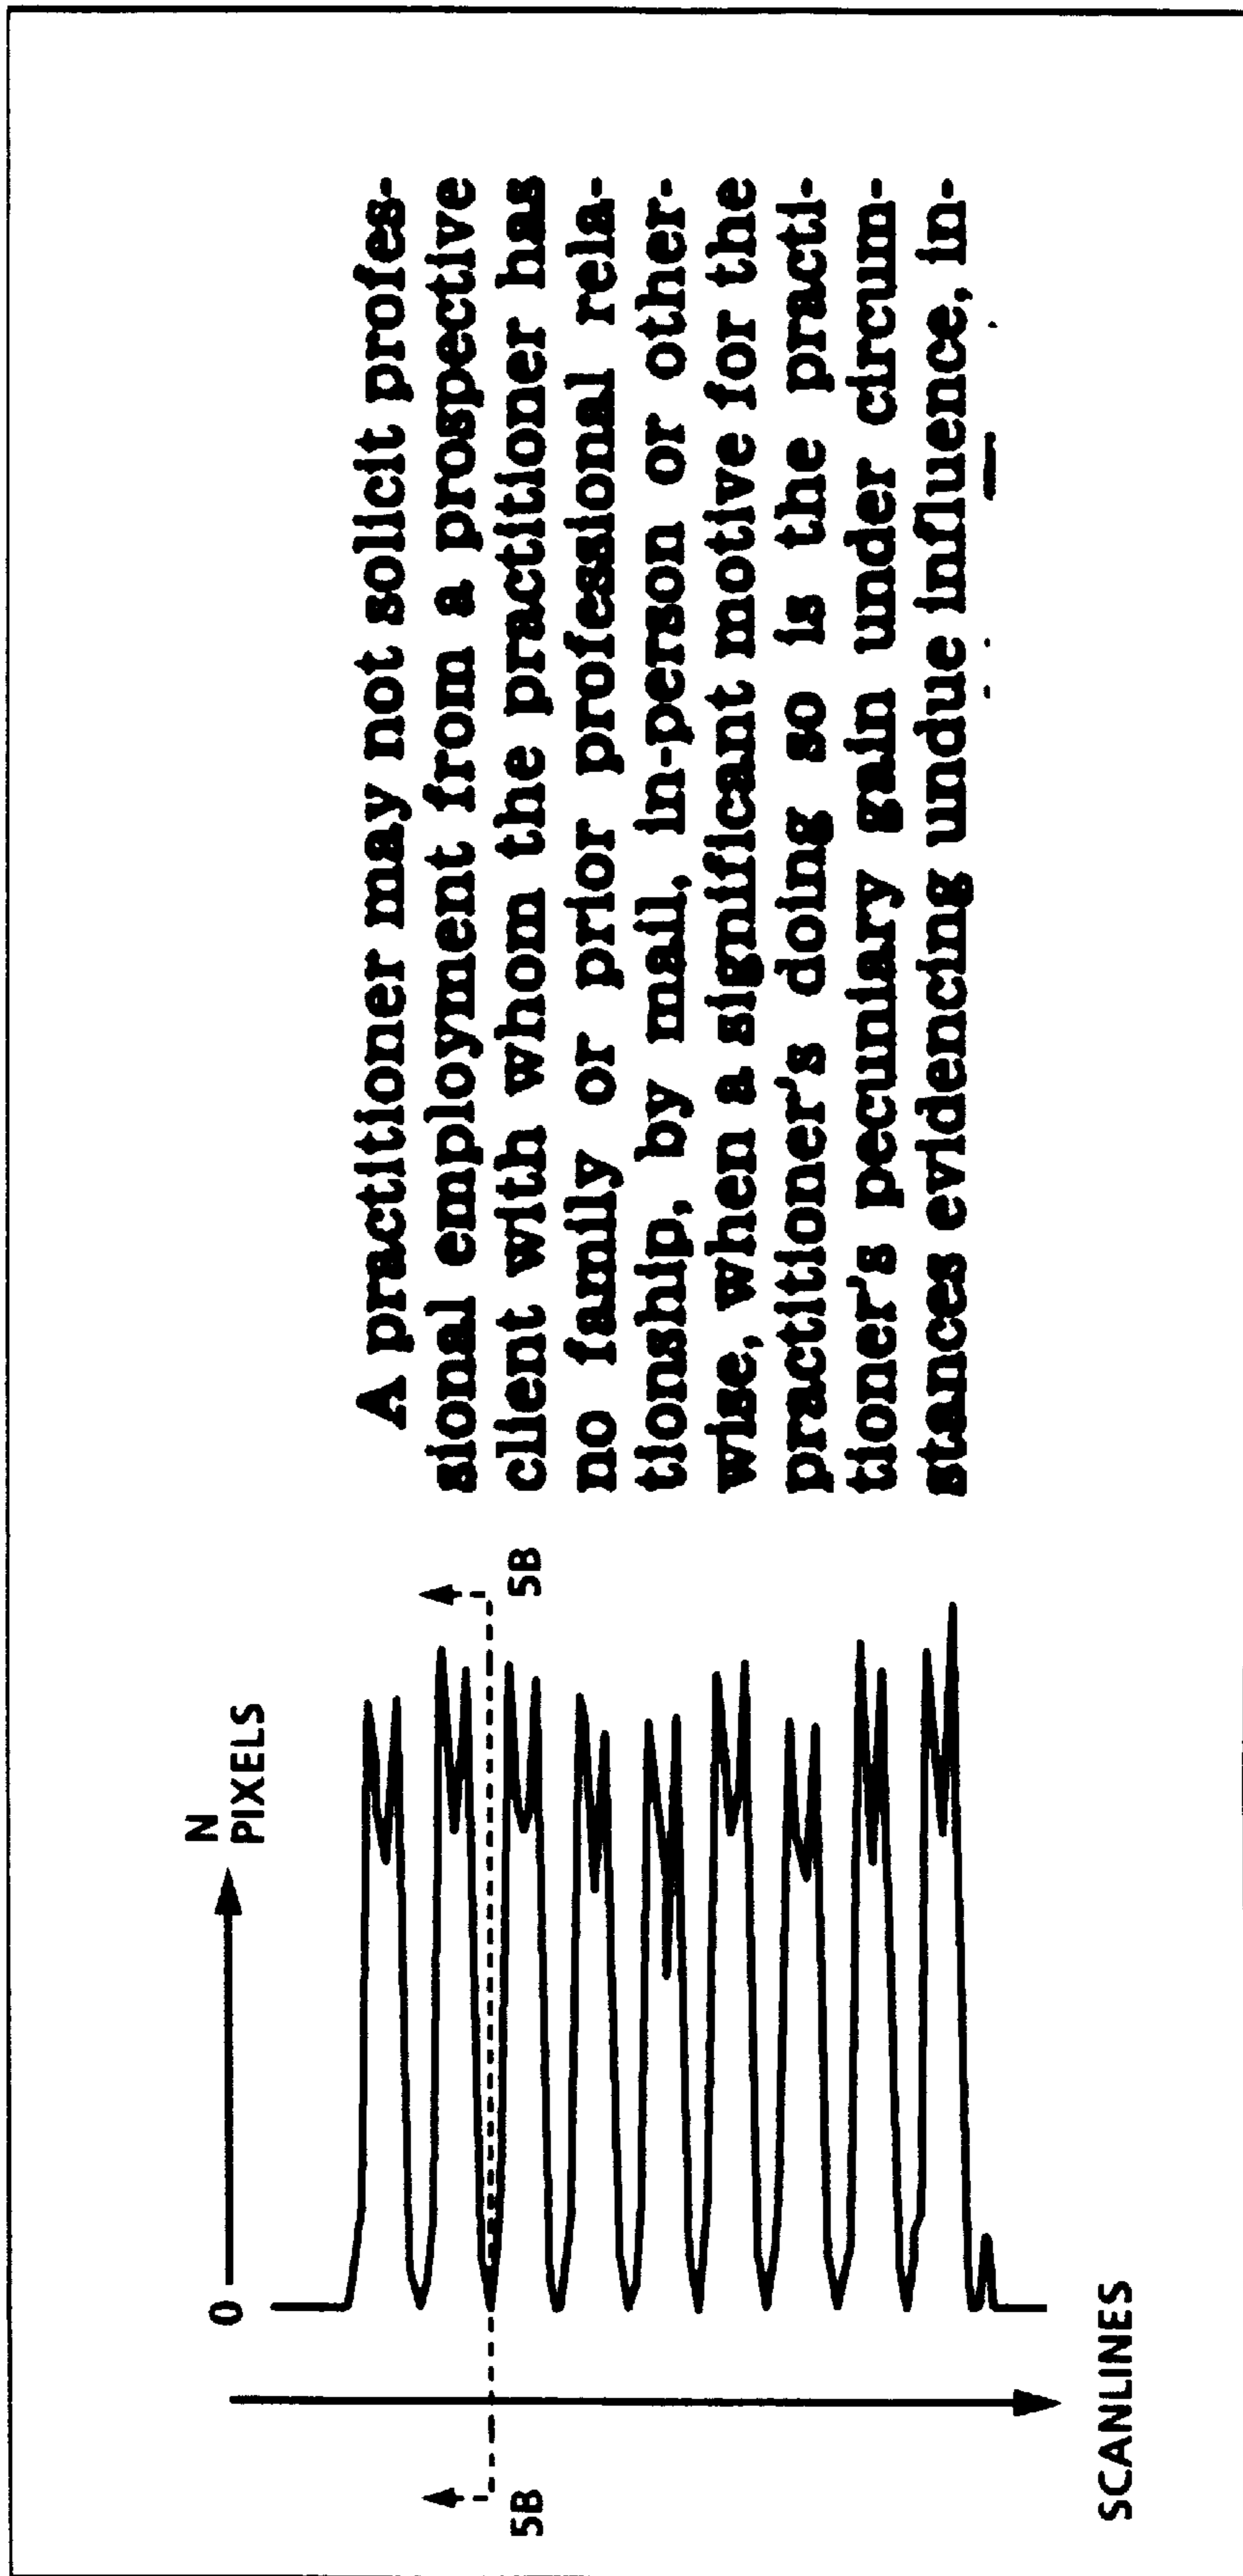 N
PIXELS
0
5B
5B
SCANLINES
A practitioner may not solicit profes-
sional employment from a prospective
client with whom the practitioner has
no family or prior professional rela-
tionship, by mail, in-person or other-
wise, when a significant motive for the
practitioner's doing so is the practi-
tioner's pecuniary gain under circum-
stances evidencing undue influence, in-